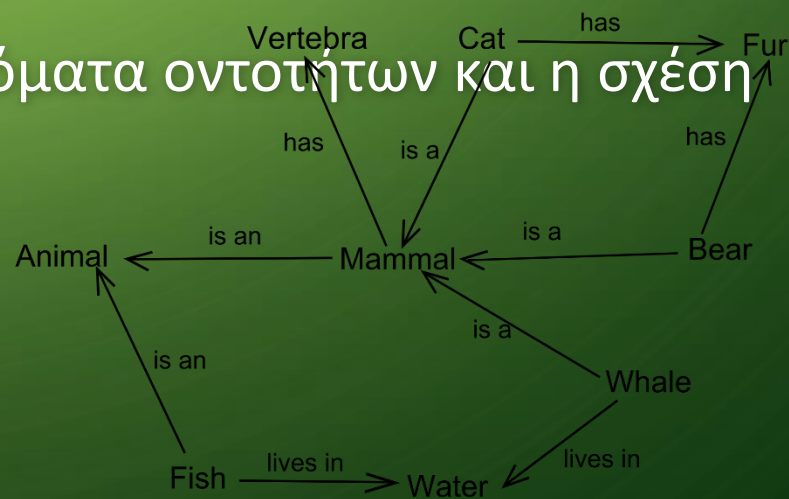 Vertebra Cat has Fur
όματα οντοτήτων και η σχέση
has is a has
Animal is an Mammal is a Bear
is a
is an Whale
Fish lives in Water lives in